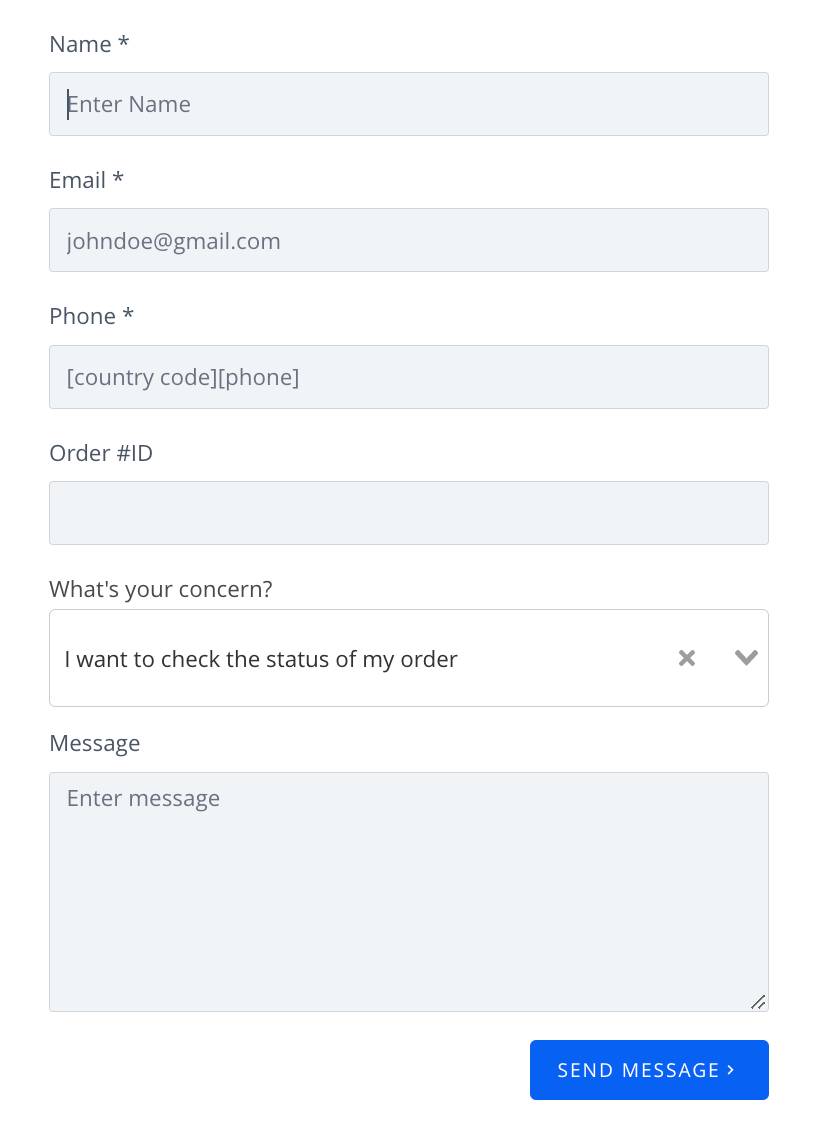 Name *
Enter Name
Email *
johndoe@gmail.com
Phone *
[country code][phone]
Order #ID
What's your concern?
I want to check the status of my order
Message
Enter message
SEND MESSAGE ›